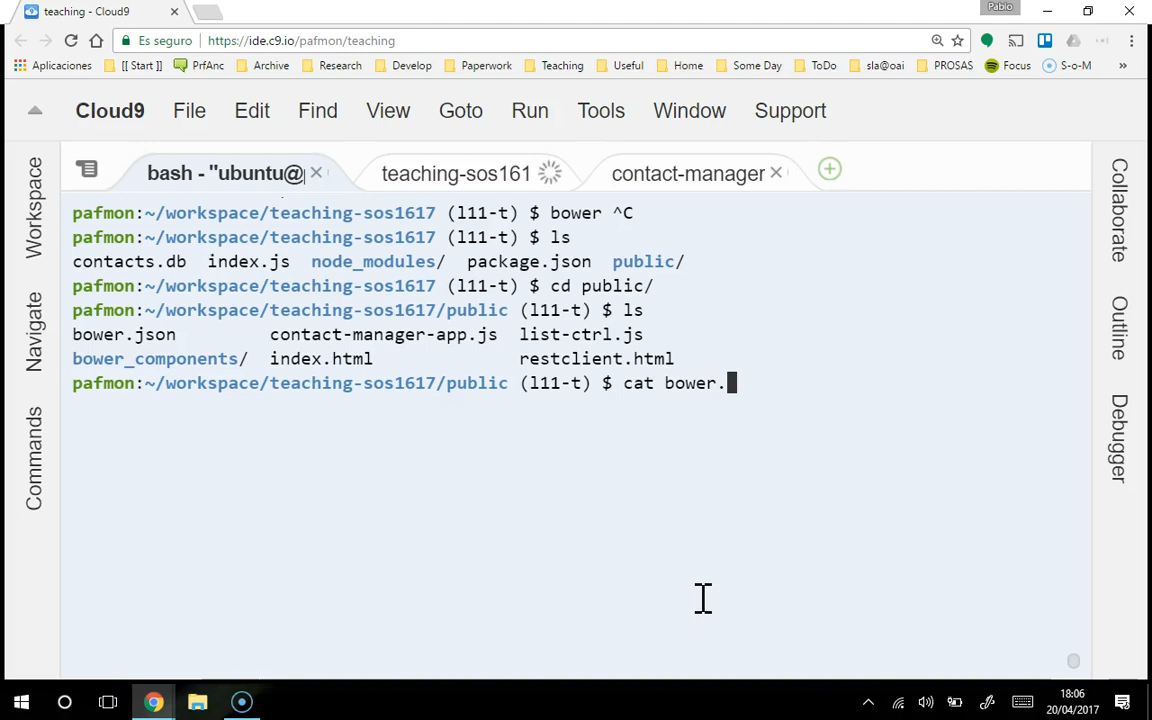 teaching - Cloud9
Pablo
Es seguro https://ide.c9.io/pafmon/teaching
Aplicaciones [[ Start ]] PrfAnc Archive Research Develop Paperwork Teaching Useful Home Some Day ToDo sla@oai PROSAS Focus S-o-M »
Cloud9 File Edit Find View Goto Run Tools Window Support
Workspace
Navigate
Commands
bash - "ubuntu@
teaching-sos161
contact-manager
pafmon:~/workspace/teaching-sos1617 (l11-t) $ bower ^C
pafmon:~/workspace/teaching-sos1617 (l11-t) $ ls
contacts.db index.js node_modules/ package.json public/
pafmon:~/workspace/teaching-sos1617 (l11-t) $ cd public/
pafmon:~/workspace/teaching-sos1617/public (l11-t) $ ls
bower.json contact-manager-app.js list-ctrl.js
bower_components/ index.html restclient.html
pafmon:~/workspace/teaching-sos1617/public (l11-t) $ cat bower.
Collaborate
Outline
Debugger
18:06
20/04/2017